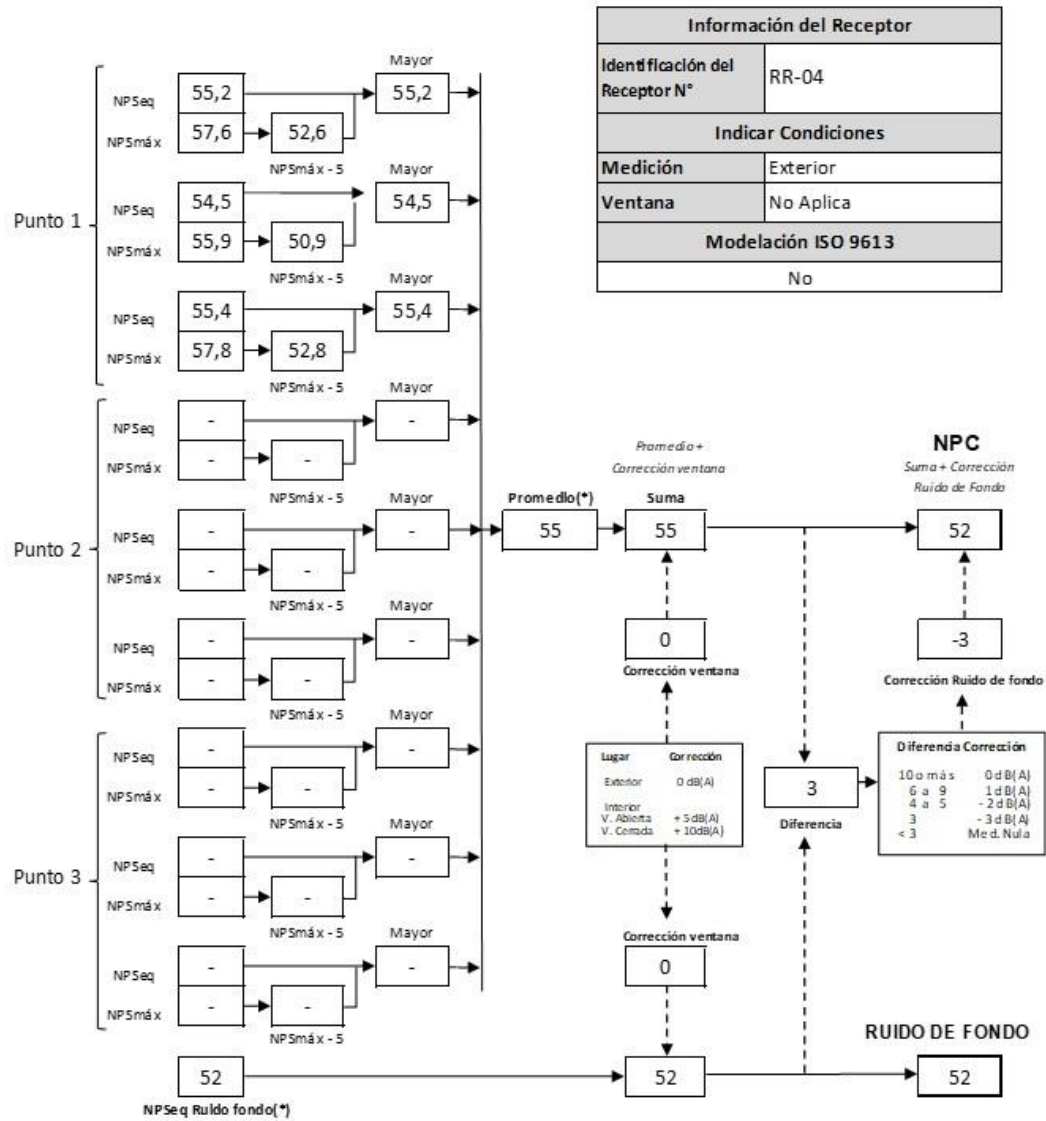 Información del Receptor
Identificación del Receptor N° RR-04
Indicar Condiciones
Medición Exterior
Ventana No Aplica
Modelación ISO 9613
No
Punto 1
Mayor
NPSeq 55,2 55,2
NPSmáx 57,6 52,6
NPSmáx - 5
Mayor
NPSeq 54,5 54,5
NPSmáx 55,9 50,9
NPSmáx - 5
Mayor
NPSeq 55,4 55,4
NPSmáx 57,8 52,8
NPSmáx - 5
Punto 2
Mayor
NPSeq - -
NPSmáx - -
NPSmáx - 5
Mayor
NPSeq - -
NPSmáx - -
NPSmáx - 5
Mayor
NPSeq - -
NPSmáx - -
NPSmáx - 5
Punto 3
Mayor
NPSeq - -
NPSmáx - -
NPSmáx - 5
Mayor
NPSeq - -
NPSmáx - -
NPSmáx - 5
Mayor
NPSeq - -
NPSmáx - -
NPSmáx - 5
52
NPSeq Ruido fondo(*)
Promedio(*)
55
Promedio +
Corrección ventana
Suma
55
0
Corrección ventana
Lugar Corrección
Exterior 0 dB(A)
Interior
V. Abierta + 5dB(A)
V. Cerrada + 10dB(A)
Corrección ventana
0
52
3
Diferencia
NPC
Suma + Corrección
Ruido de Fondo
52
-3
Corrección Ruido de fondo
Diferencia Corrección
10 o más 0 dB(A)
6 a 9 1 dB(A)
4 a 5 - 2 dB(A)
3 - 3 dB(A)
< 3 Med. Nula
RUIDO DE FONDO
52